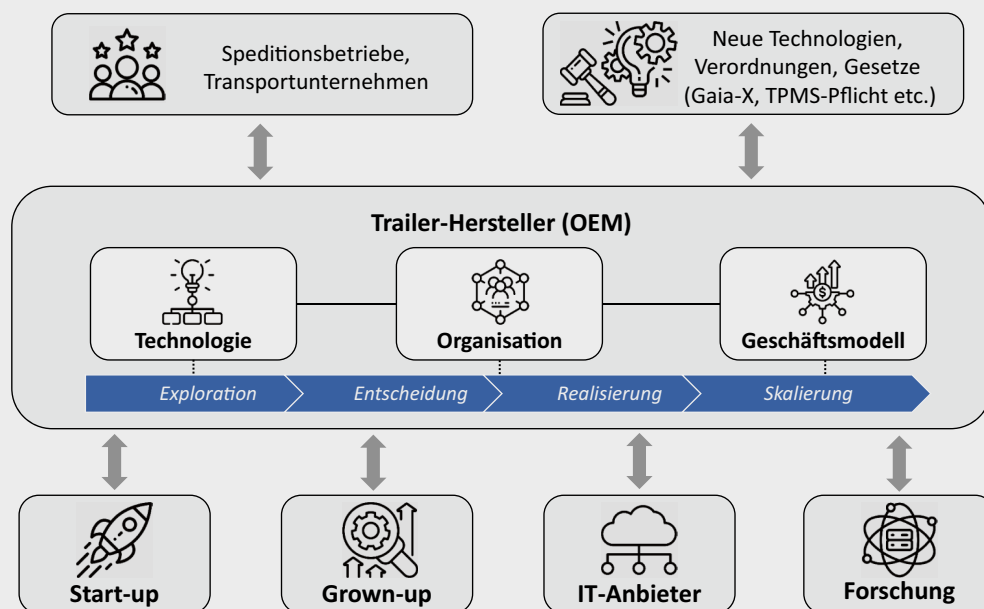 Speditionsbetriebe,
Transportunternehmen
Neue Technologien,
Verordnungen, Gesetze
(Gaia-X, TPMS-Pflicht etc.)
Trailer-Hersteller (OEM)
Technologie
Organisation
Geschäftsmodell
Exploration
Entscheidung
Realisierung
Skalierung
Start-up
Grown-up
IT-Anbieter
Forschung